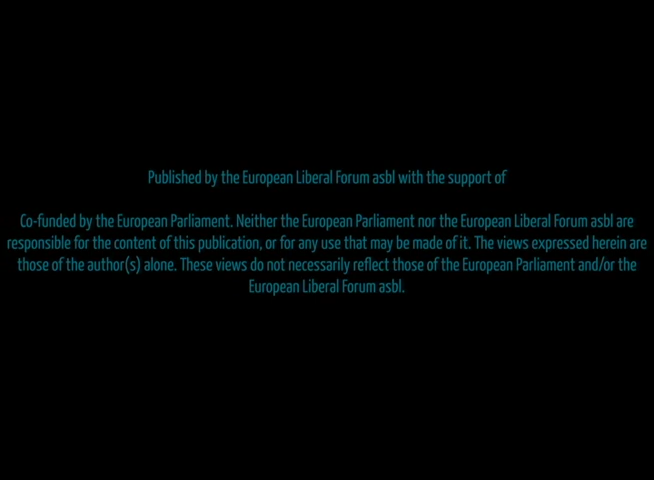 Published by the European Liberal Forum asbl with the support of
Co-funded by the European Parliament. Neither the European Parliament nor the European Liberal Forum asbl are
responsible for the content of this publication, or for any use that may be made of it. The views expressed herein are
those of the author(s) alone. These views do not necessarily reflect those of the European Parliament and/or the
European Liberal Forum asbl.